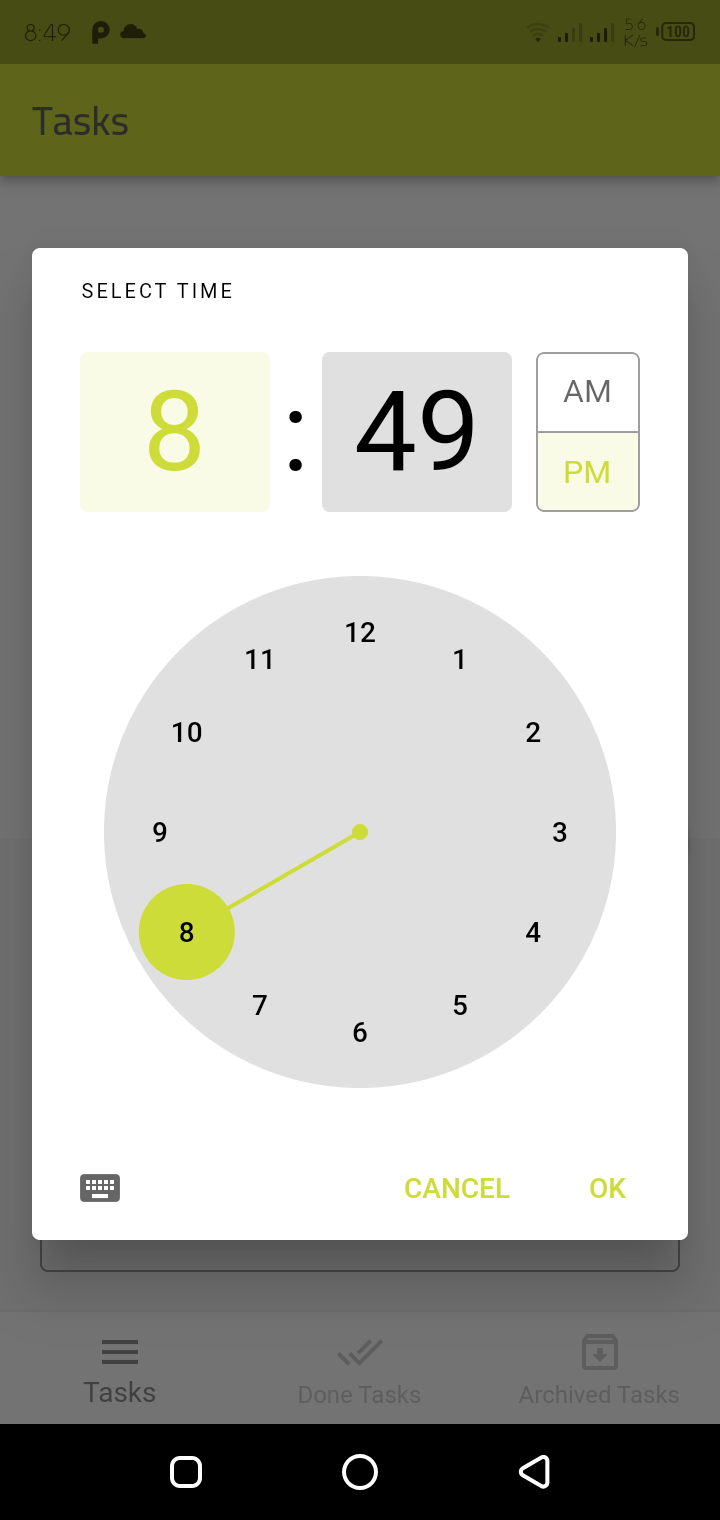 8:49 5.6 K/s 100
Tasks
SELECT TIME
8 : 49
AM
PM
12
11 1
10 2
9 3
8 4
7 5
6
CANCEL OK
Tasks Done Tasks Archived Tasks